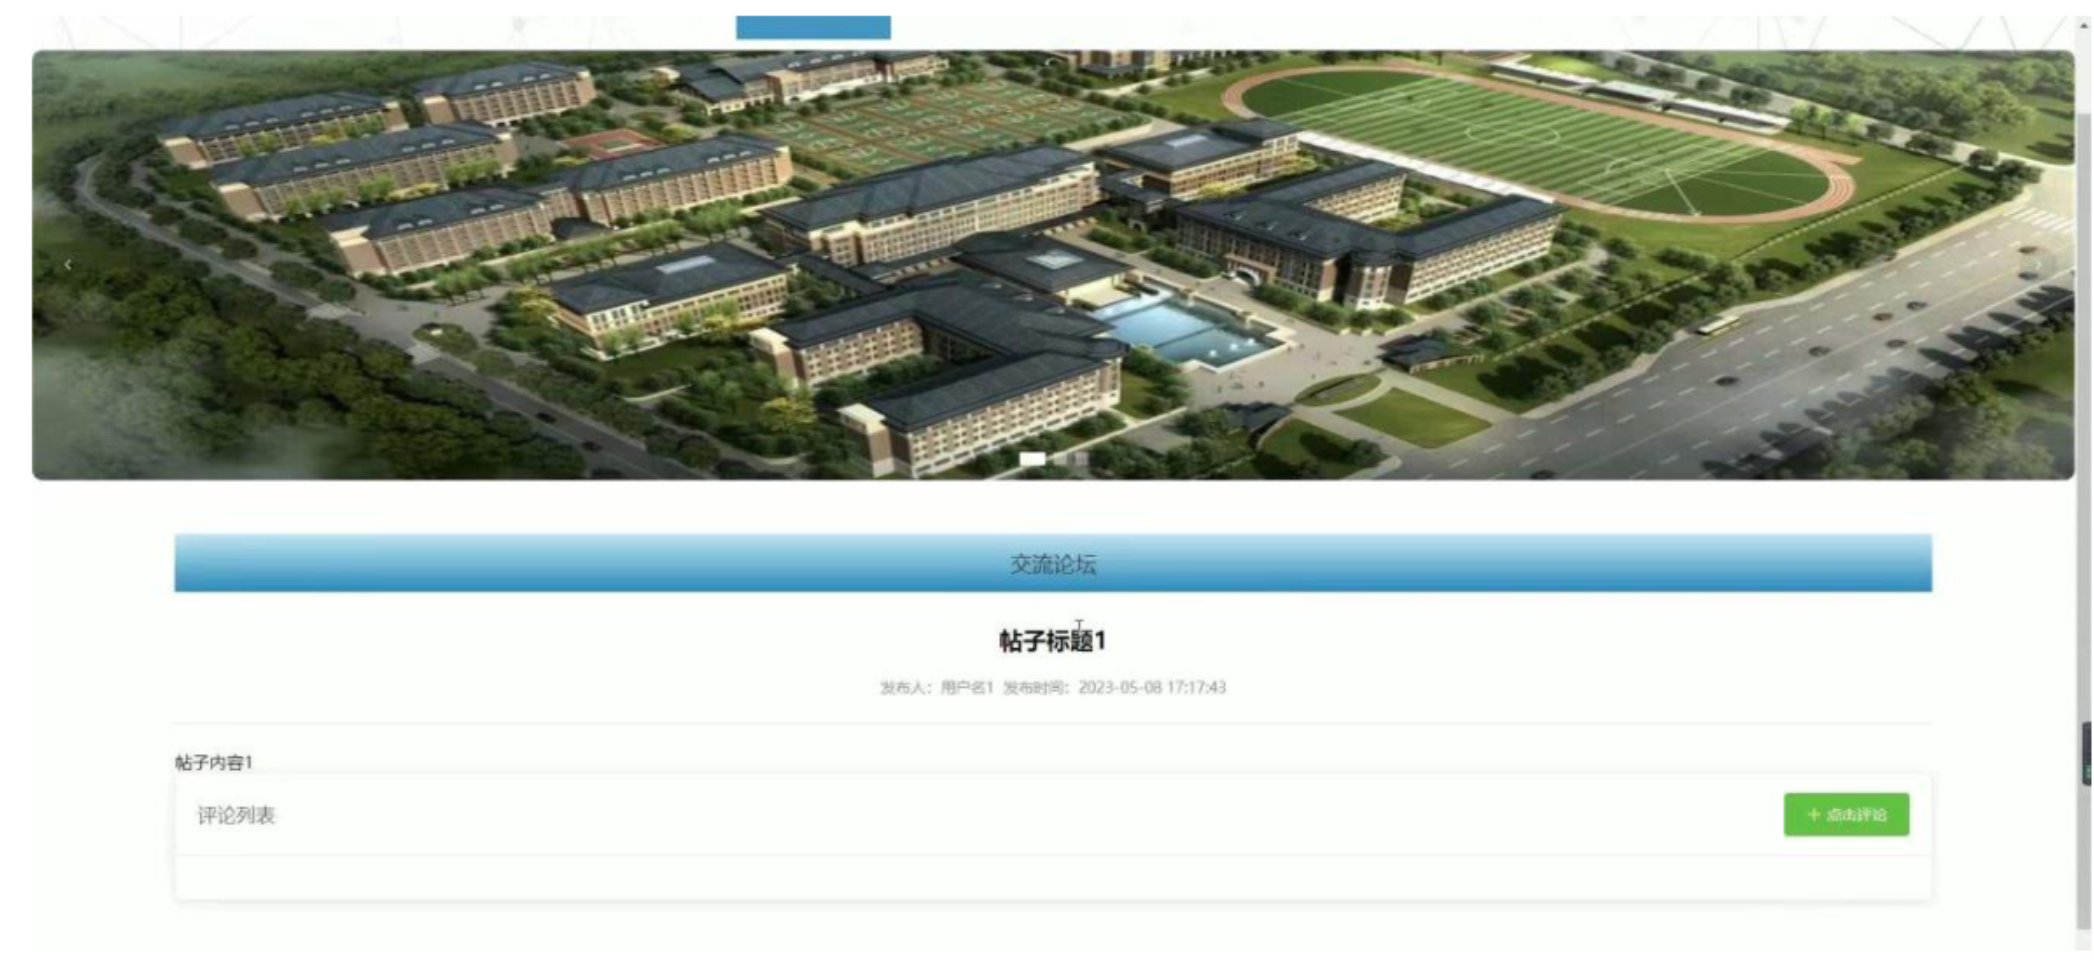 交流论坛
帖子标题1
发布人：用户名1 发布时间：2023-05-08 17:17:43
帖子内容1
评论列表
+ 点击评论